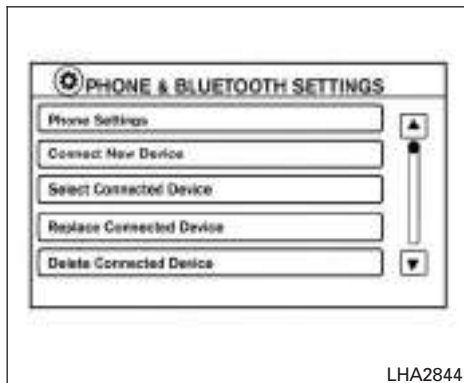 PHONE & BLUETOOTH SETTINGS
Phone Settings
Connect New Device
Select Connected Device
Replace Connected Device
Delete Connected Device
LHA2844